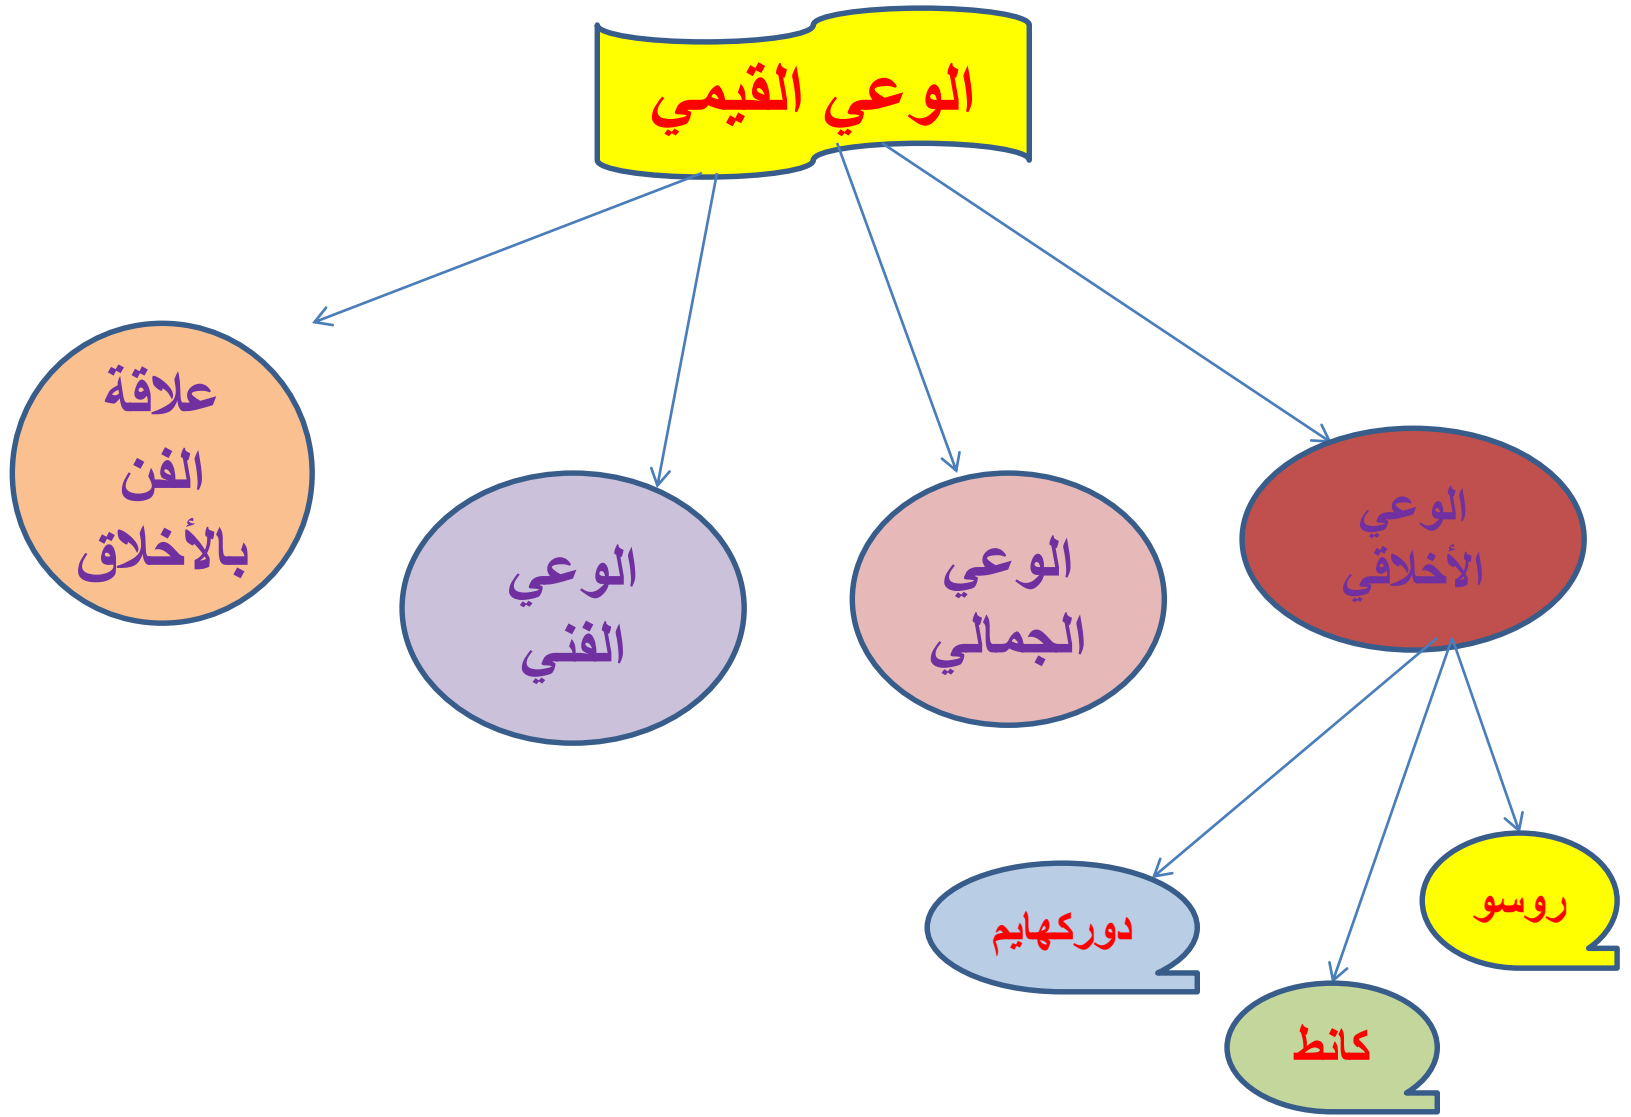 الوعي القيمي
الوعي
الأخلاقي
الوعي
الجمالي
الوعي
الفني
علاقة
الفن
بالأخلاق
روسو
كانط
دوركهايم